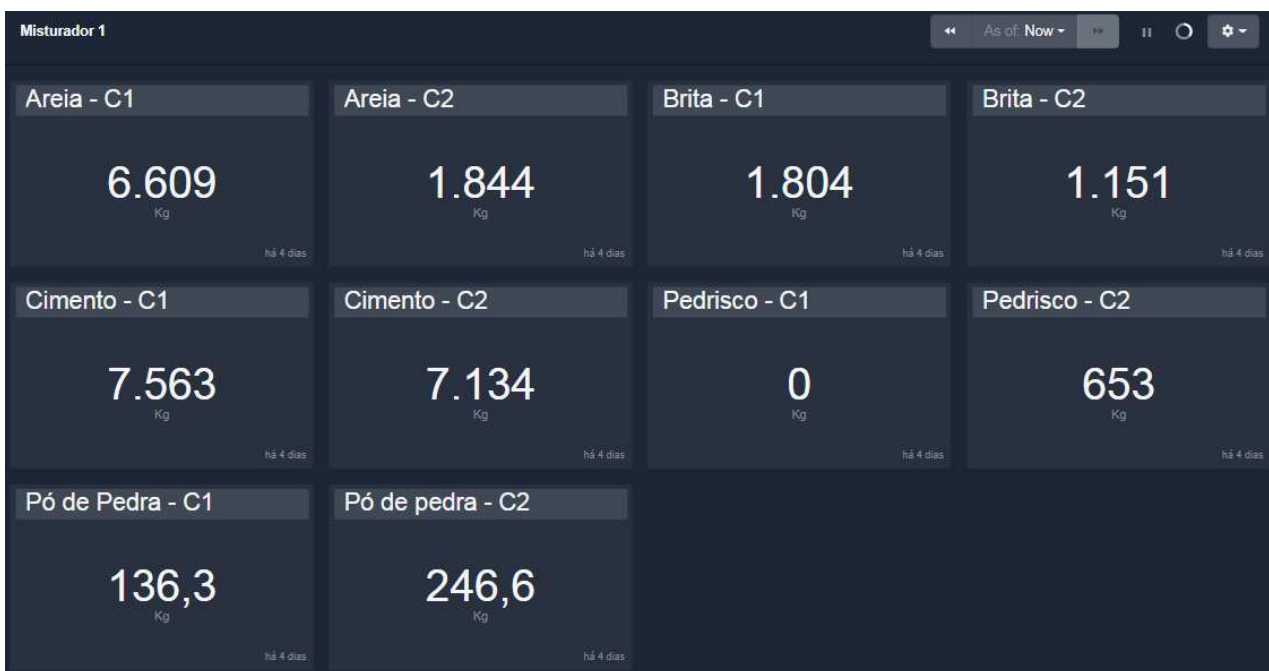 Misturador 1
As of: Now
Areia - C1
Areia - C2
Brita - C1
Brita - C2
6.609
1.844
1.804
1.151
Kg
Kg
Kg
Kg
há 4 dias
há 4 dias
há 4 dias
há 4 dias
Cimento - C1
Cimento - C2
Pedrisco - C1
Pedrisco - C2
7.563
7.134
0
653
Kg
Kg
Kg
Kg
há 4 dias
há 4 dias
há 4 dias
há 4 dias
Pó de Pedra - C1
Pó de pedra - C2
136,3
246,6
Kg
Kg
há 4 dias
há 4 dias